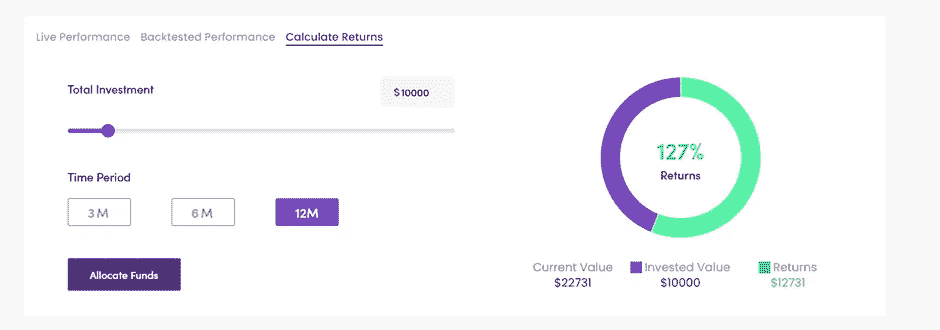 Live Performance Backtested Performance Calculate Returns
Total Investment
$10000
127%
Returns
Time Period
3 M 6 M 12M
Allocate Funds
Current Value Invested Value Returns
$22731 $10000 $12731